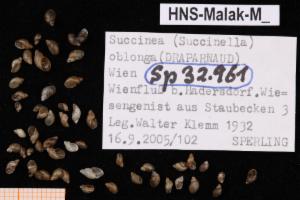 HNS-Malak-M_
Succinea (Succinella)
oblonga (DRAPARNAUD)
Wien
Sp 32.961
Wienfluß b. Hadersdorf. Wie-
sengenist aus Staubecken 3
Leg. Walter Klemm 1932
16.9.2005/102 SPERLING